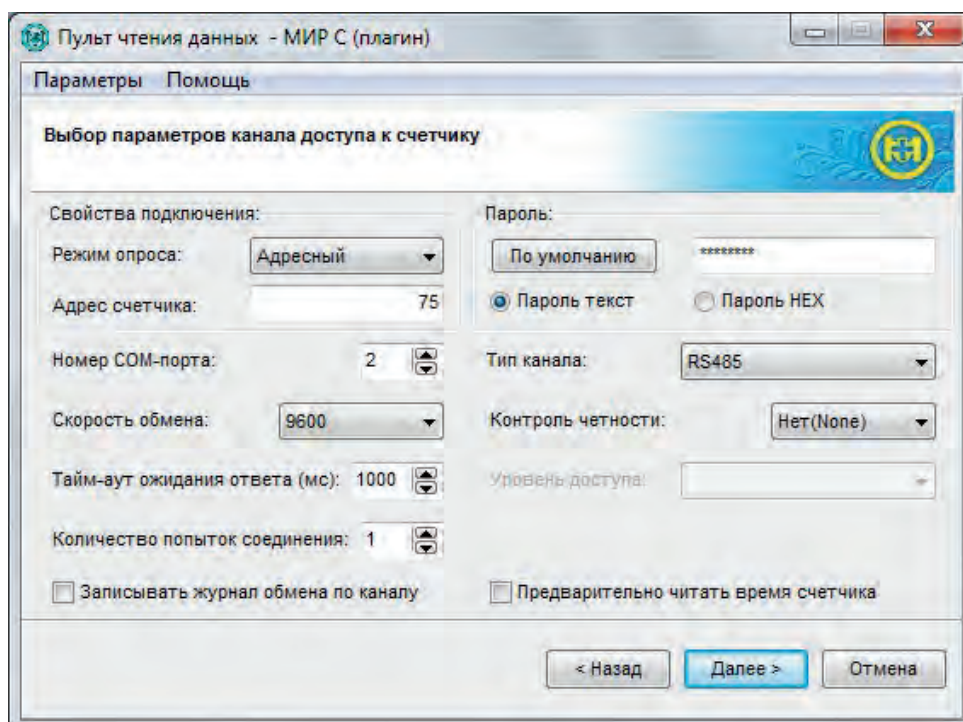 Пульт чтения данных - МИР С (плагин)
Параметры Помощь
Выбор параметров канала доступа к счетчику
Свойства подключения:
Режим опроса: Адресный
Адрес счетчика: 75
Пароль:
По умолчанию ********
Пароль текст Пароль HEX
Номер COM-порта: 2
Тип канала: RS485
Скорость обмена: 9600
Контроль четности: Нет(None)
Тайм-аут ожидания ответа (мс): 1000
Уровень доступа:
Количество попыток соединения: 1
Записывать журнал обмена по каналу
Предварительно читать время счетчика
< Назад Далее > Отмена